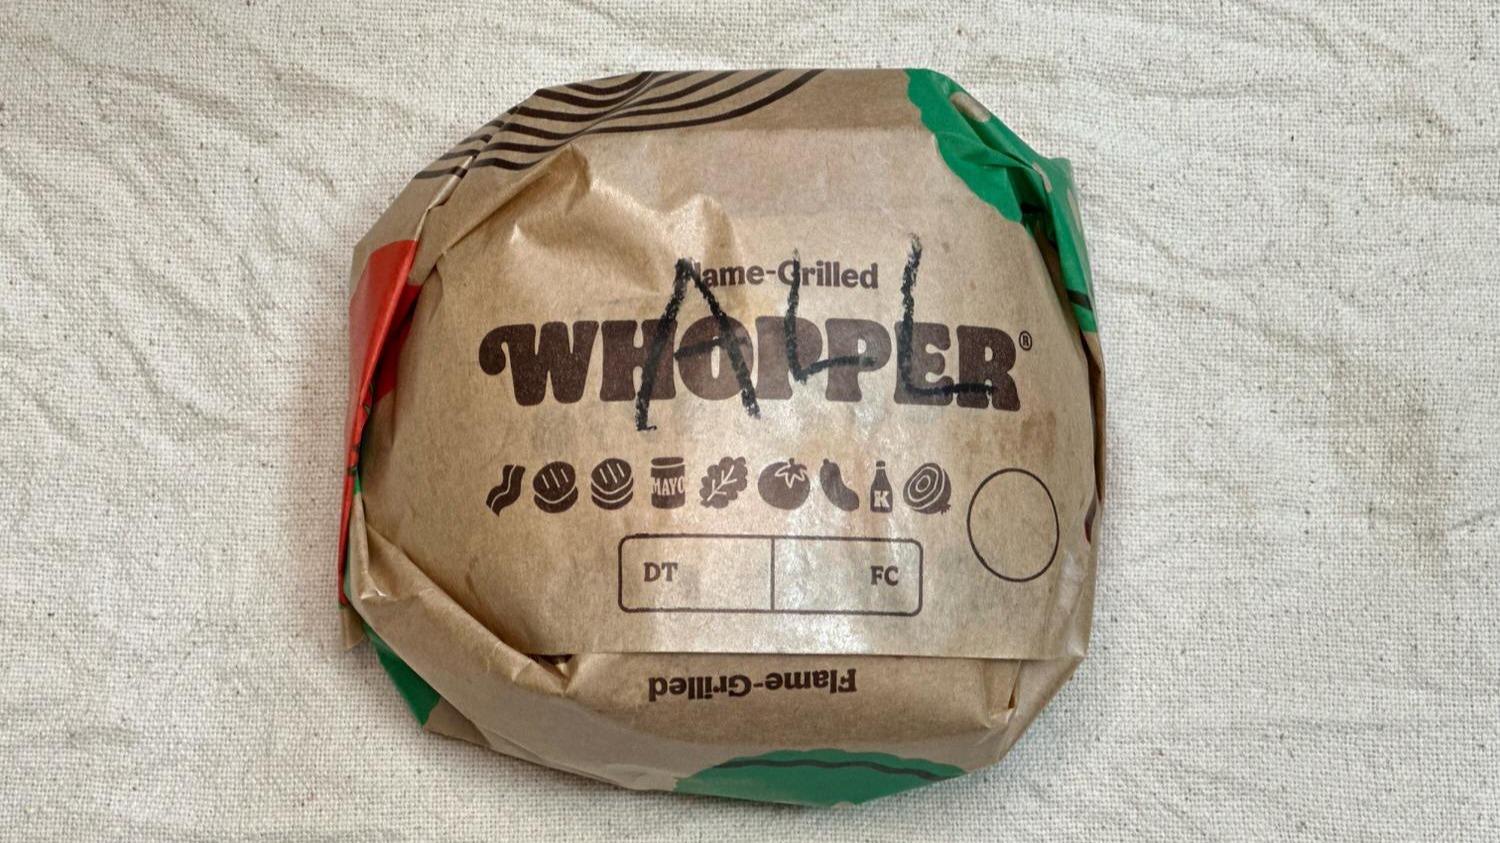 Flame-Grilled
ALL
WHOPPER®
MAYO K
DT FC
Flame-Grilled